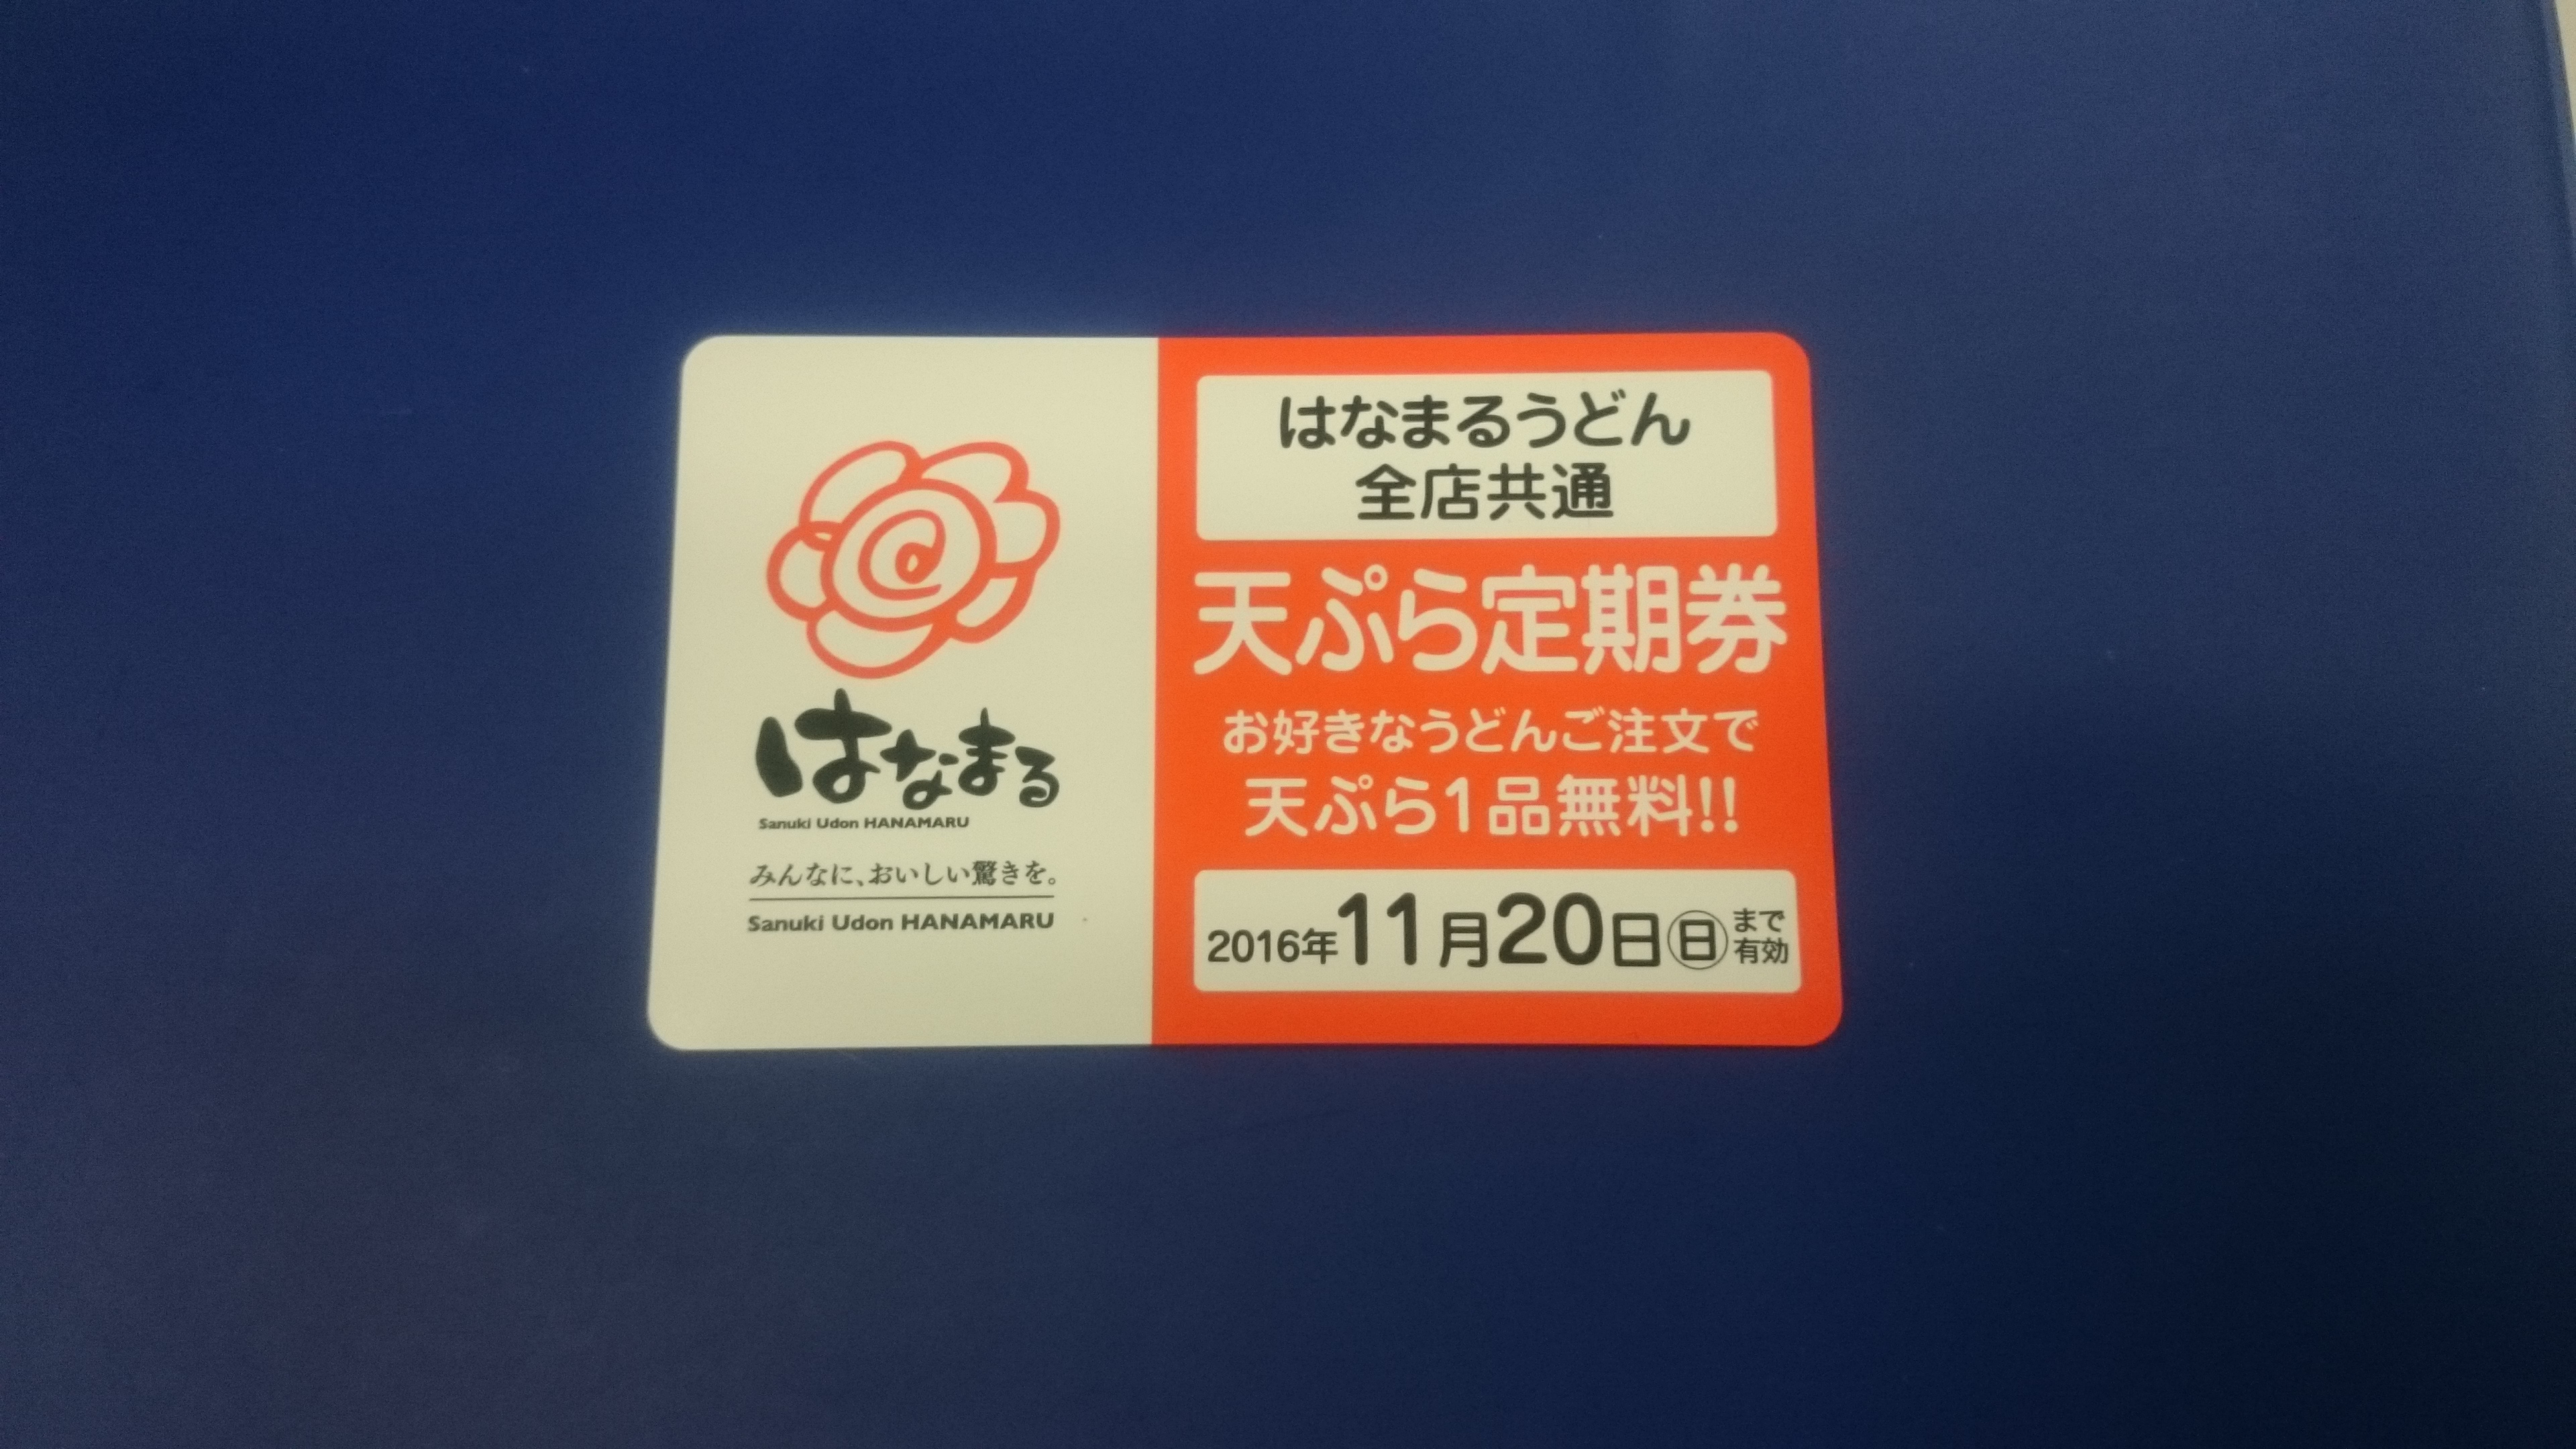 はなまる
Sanuki Udon HANAMARU
みんなに、おいしい驚きを。
Sanuki Udon HANAMARU
はなまるうどん
全店共通
天ぷら定期券
お好きなうどんご注文で
天ぷら1品無料!!
2016年11月20日㊐まで有効